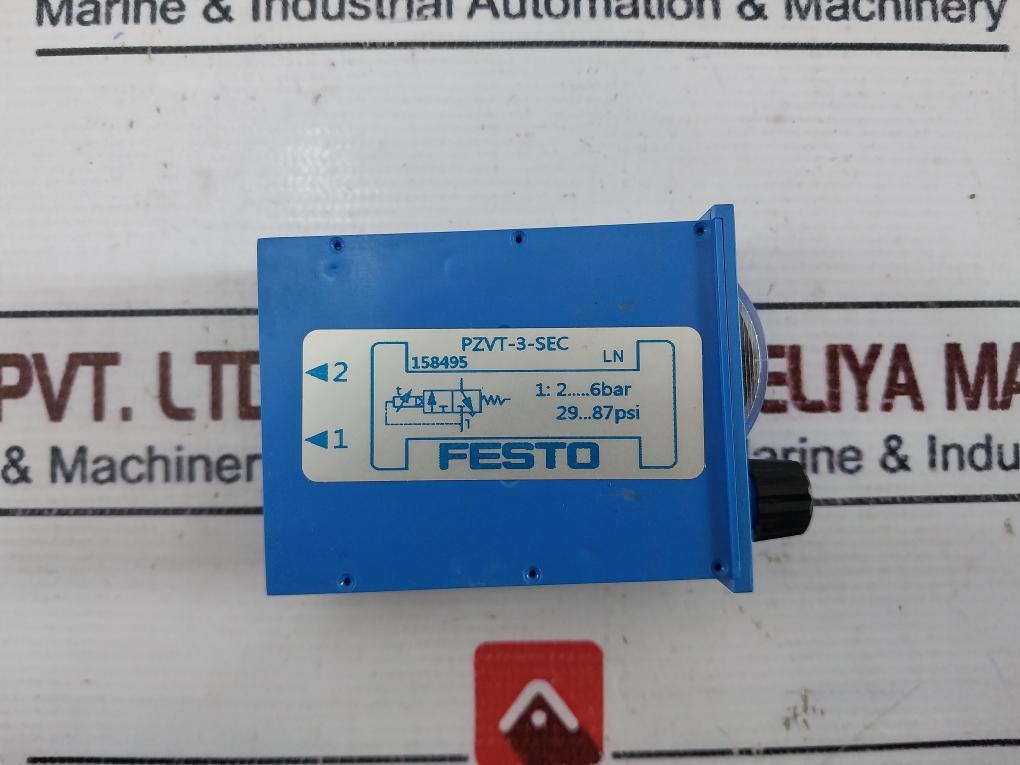 Marine & Industrial Automation & Machinery
PVT. LTD
ELIYA MA
& Machiner
arine & Indu
PZVT-3-SEC
158495
LN
2
1: 2.....6bar
29...87psi
1
1
FESTO